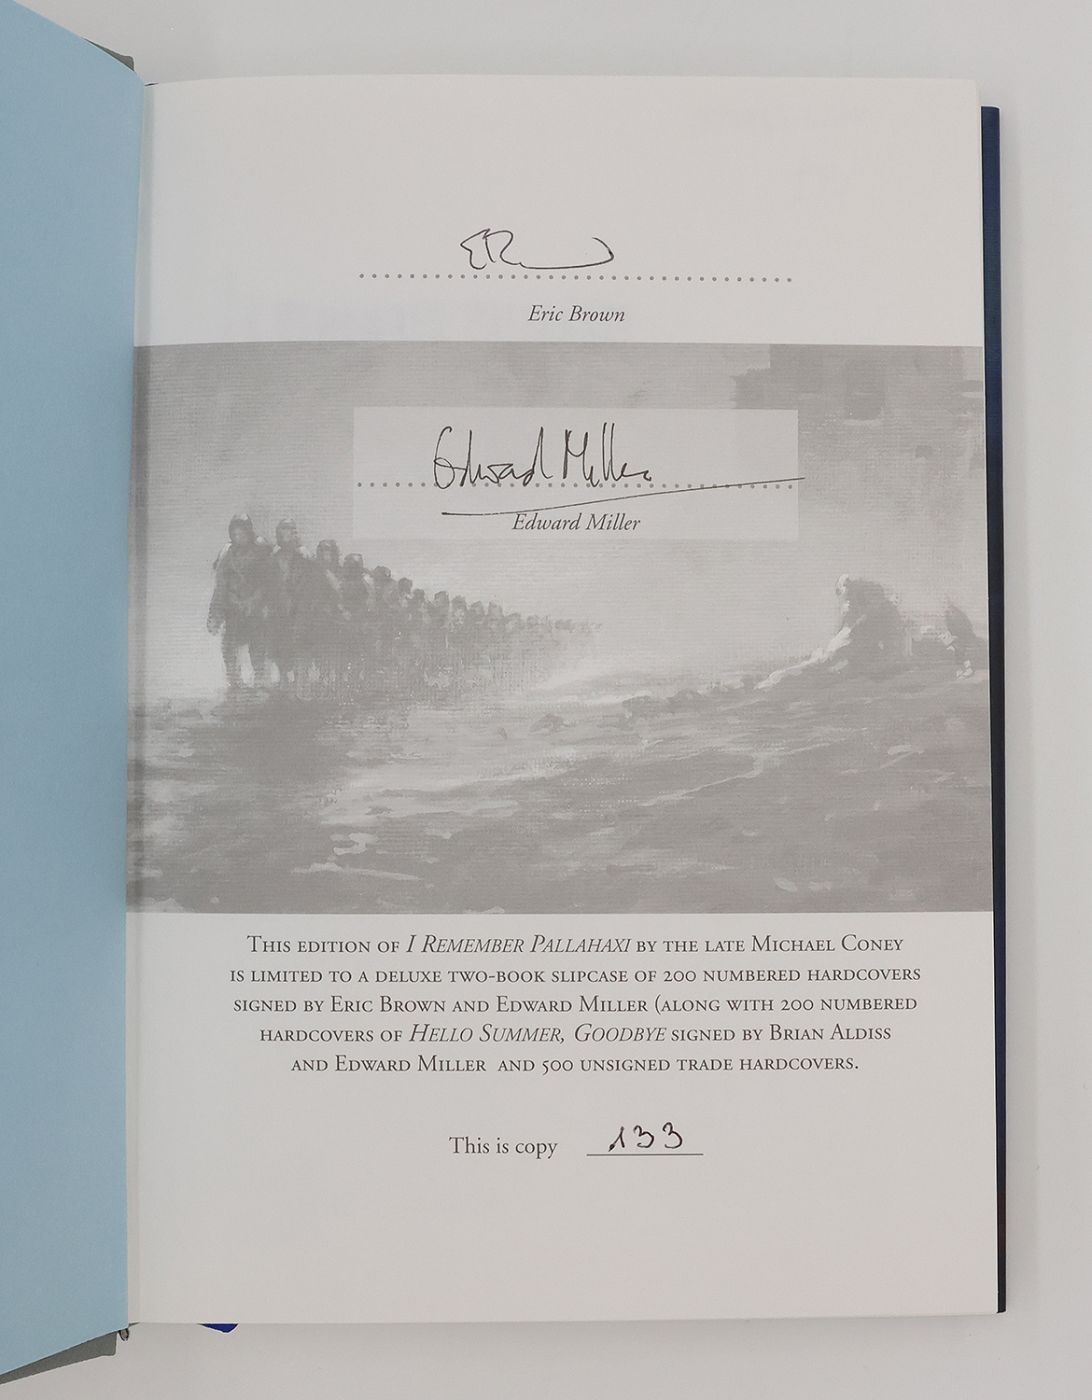 EBr
Eric Brown
Edward Miller
Edward Miller
THIS EDITION OF I REMEMBER PALLAHAXI BY THE LATE MICHAEL CONEY
IS LIMITED TO A DELUXE TWO-BOOK SLIPCASE OF 200 NUMBERED HARDCOVERS
SIGNED BY ERIC BROWN AND EDWARD MILLER (ALONG WITH 200 NUMBERED
HARDCOVERS OF HELLO SUMMER, GOODBYE SIGNED BY BRIAN ALDISS
AND EDWARD MILLER AND 500 UNSIGNED TRADE HARDCOVERS.
This is copy 133